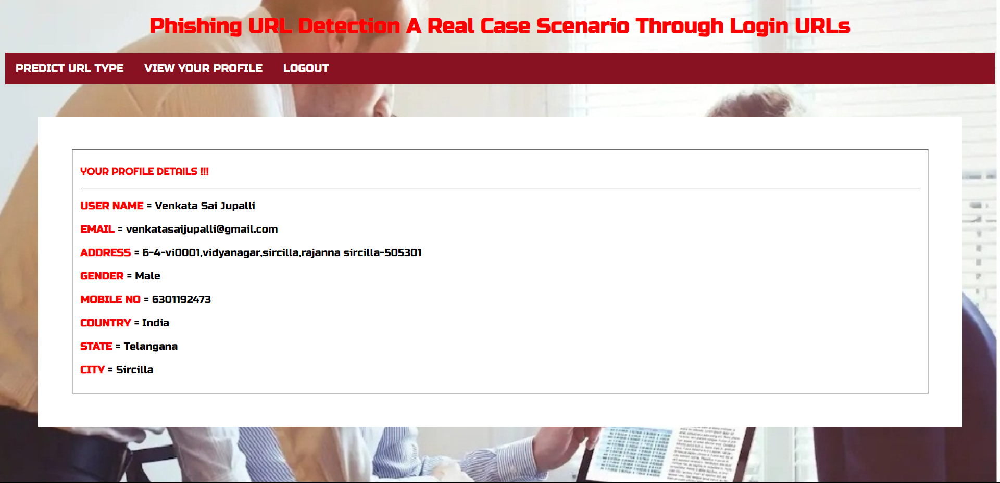 Phishing URL Detection A Real Case Scenario Through Login URLs
PREDICT URL TYPE VIEW YOUR PROFILE LOGOUT
YOUR PROFILE DETAILS !!!
USER NAME = Venkata Sai Jupalli
EMAIL = venkatasaijupalli@gmail.com
ADDRESS = 6-4-vi0001,vidyanagar,sircilla,rajanna sircilla-505301
GENDER = Male
MOBILE NO = 6301192473
COUNTRY = India
STATE = Telangana
CITY = Sircilla